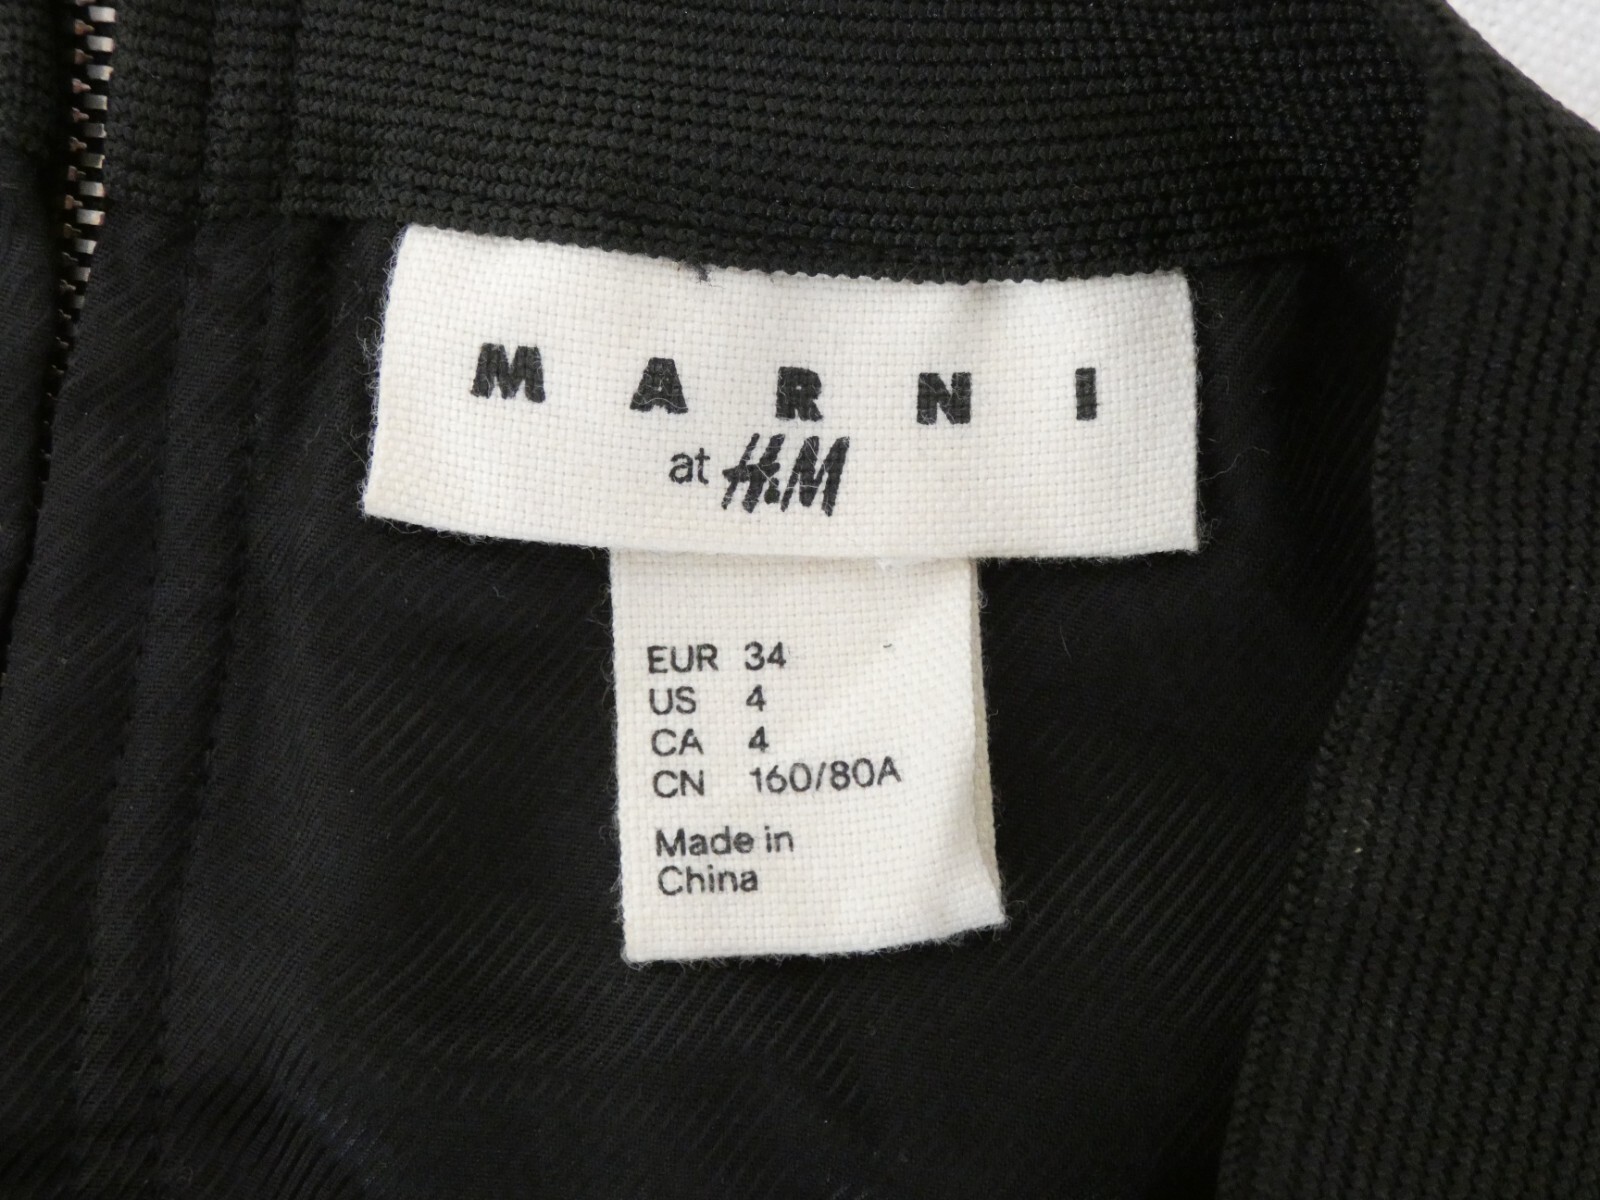 MARNI
at H&M
EUR 34
US 4
CA 4
CN 160/80A
Made in
China